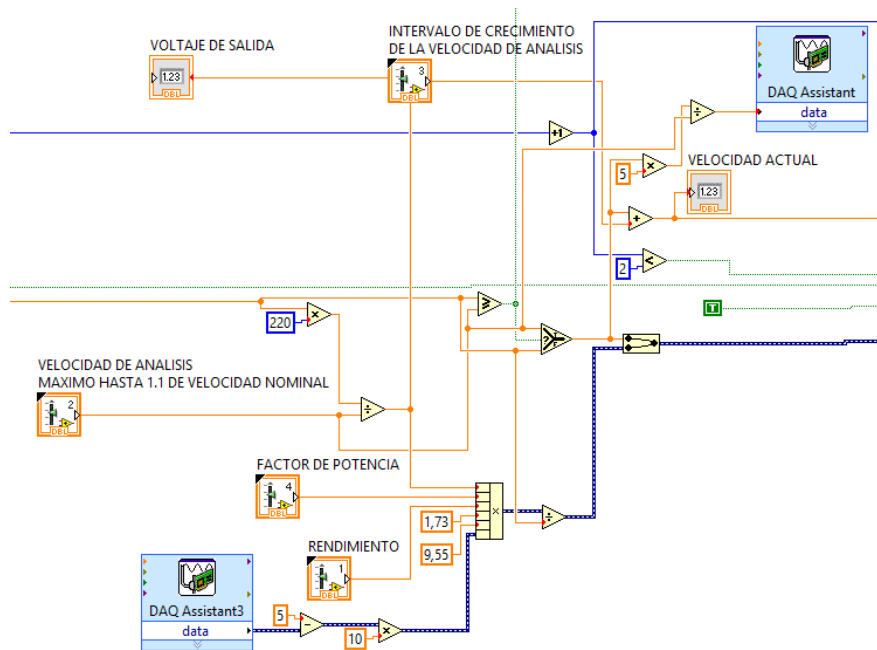 VOLTAJE DE SALIDA
1.23
DBL
INTERVALO DE CRECIMIENTO
DE LA VELOCIDAD DE ANALISIS
3
DBL
DAQ Assistant
data
+1
÷
5
×
VELOCIDAD ACTUAL
1.23
DBL
+
2
<
≥
T
220
×
?
T
F
VELOCIDAD DE ANALISIS
MAXIMO HASTA 1.1 DE VELOCIDAD NOMINAL
2
DBL
÷
FACTOR DE POTENCIA
4
DBL
×
÷
1,73
9,55
RENDIMIENTO
1
DBL
DAQ Assistant3
data
5
-
10
×